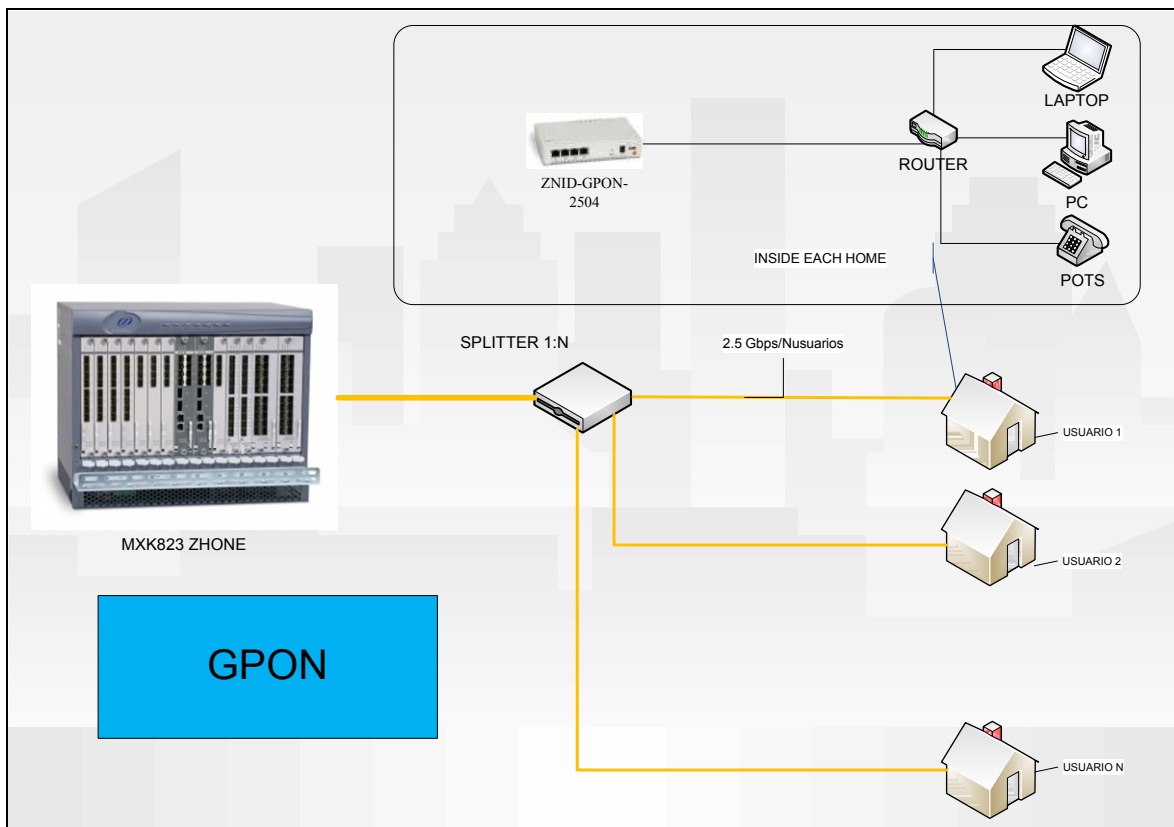 LAPTOP
ROUTER
ZNID-GPON-
2504
PC
INSIDE EACH HOME
POTS
SPLITTER 1:N
2.5 Gbps/Nusuarios
USUARIO 1
MXK823 ZHONE
USUARIO 2
GPON
USUARIO N